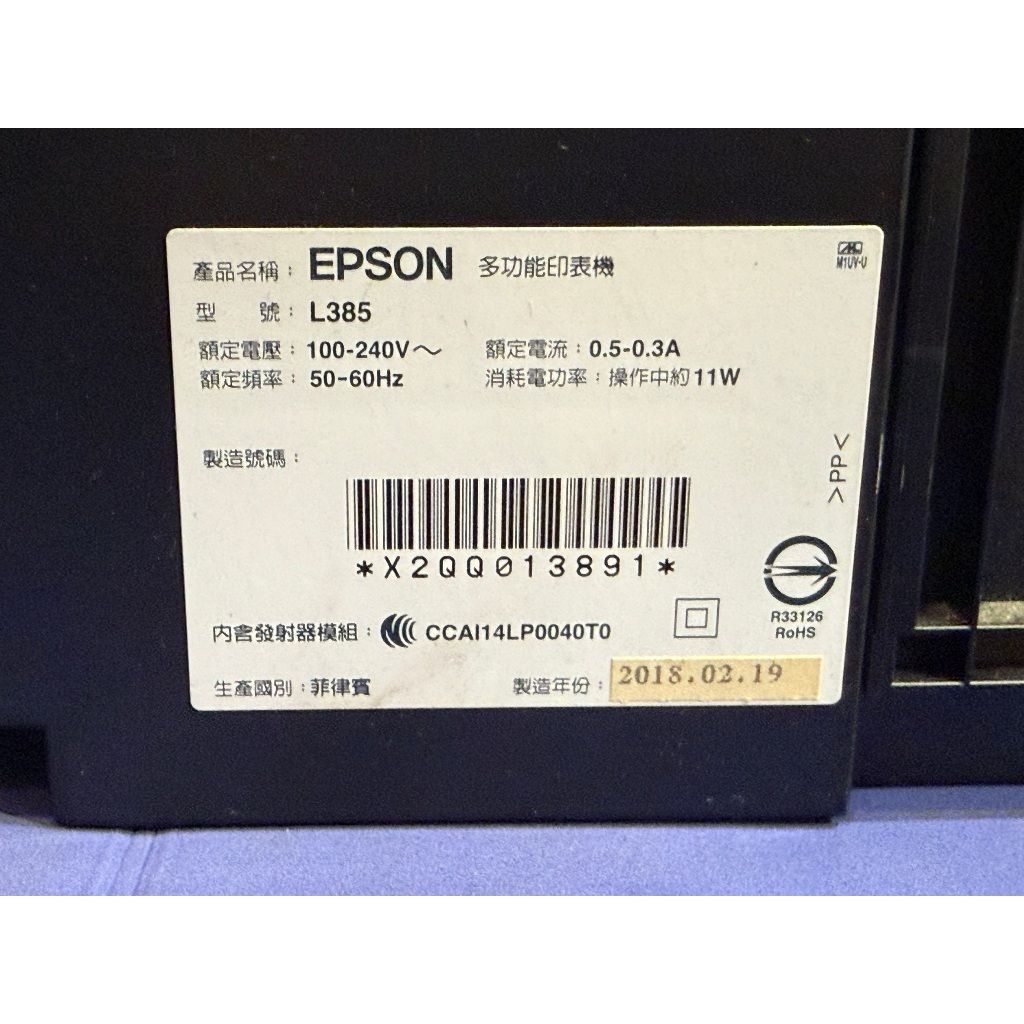 產品名稱：EPSON 多功能印表機
型　號：L385
額定電壓：100-240V～ 額定電流：0.5-0.3A
額定頻率：50-60Hz 消耗電功率：操作中約11W
製造號碼：
*X2QQ013891*
內含發射器模組： CCAI14LP0040T0
生產國別：菲律賓 製造年份：2018.02.19
M1UV-U
>PP<
R33126
RoHS